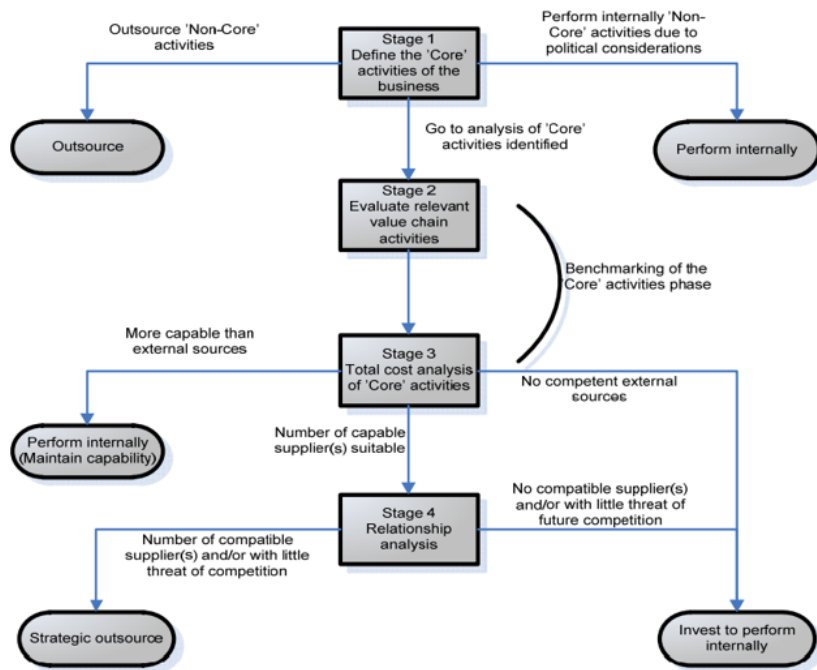 Outsource 'Non-Core'
activities
Stage 1
Define the 'Core'
activities of the
business
Perform internally 'Non-
Core' activities due to
political considerations
Outsource
Go to analysis of 'Core'
activities identified
Perform internally
Stage 2
Evaluate relevant
value chain
activities
Benchmarking of the
'Core' activities phase
More capable than
external sources
Stage 3
Total cost analysis
of 'Core' activities
No competent external
sources
Perform internally
(Maintain capability)
Number of capable
supplier(s) suitable
No compatible supplier(s)
and/or with little threat of
future competition
Stage 4
Relationship
analysis
Number of compatible
supplier(s) and/or with little
threat of competition
Strategic outsource
Invest to perform
internally